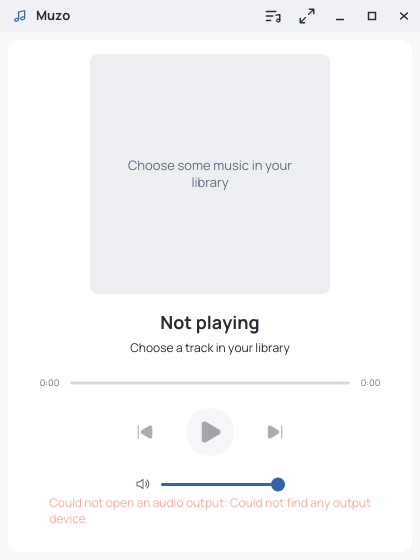 Muzo
Choose some music in your
library
Not playing
Choose a track in your library
0:00
0:00
Could not open an audio output: Could not find any output
device